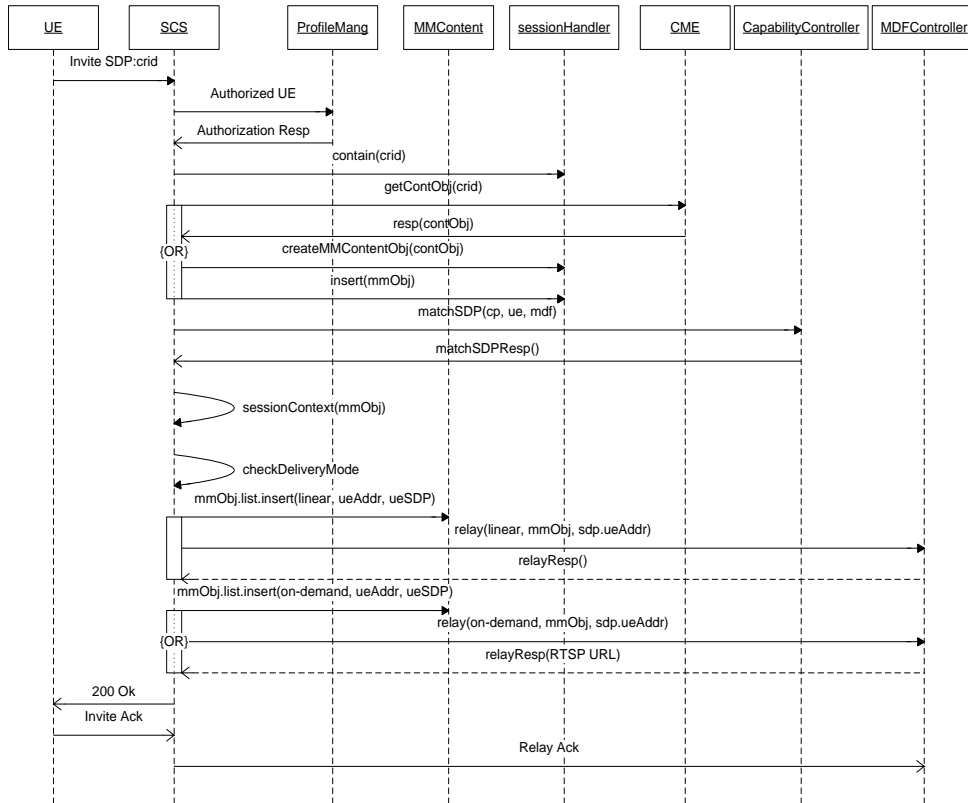 UE
SCS
ProfileMang
MMContent
sessionHandler
CME
CapabilityController
MDFController
Invite SDP:crid
Authorized UE
Authorization Resp
contain(crid)
getContObj(crid)
resp(contObj)
{OR}
createMMContentObj(contObj)
insert(mmObj)
matchSDP(cp, ue, mdf)
matchSDPResp()
sessionContext(mmObj)
checkDeliveryMode
mmObj.list.insert(linear, ueAddr, ueSDP)
relay(linear, mmObj, sdp.ueAddr)
relayResp()
mmObj.list.insert(on-demand, ueAddr, ueSDP)
relay(on-demand, mmObj, sdp.ueAddr)
{OR}
relayResp(RTSP URL)
200 Ok
Invite Ack
Relay Ack